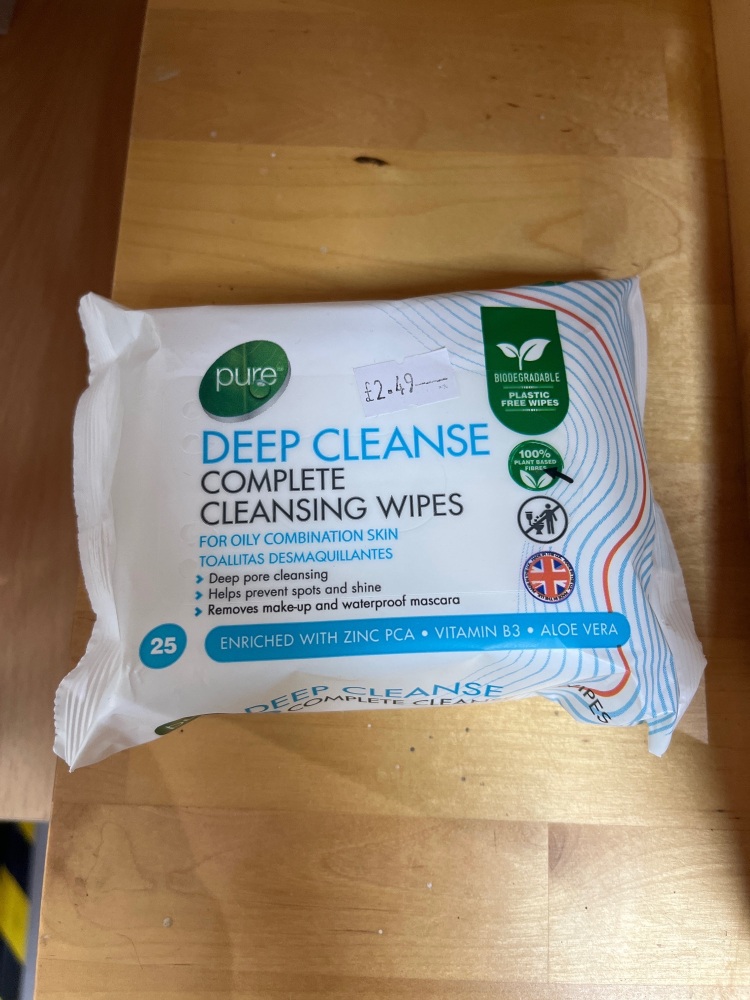 pure
£2.49
BIODEGRADABLE
PLASTIC
FREE WIPES
DEEP CLEANSE
COMPLETE
CLEANSING WIPES
100%
PLANT BASED
FIBRES
FOR OILY COMBINATION SKIN
TOALLITAS DESMAQUILLANTES
Deep pore cleansing
Helps prevent spots and shine
Removes make-up and waterproof mascara
25
ENRICHED WITH ZINC PCA • VITAMIN B3 • ALOE VERA
DEEP CLEANSE
COMPLETE